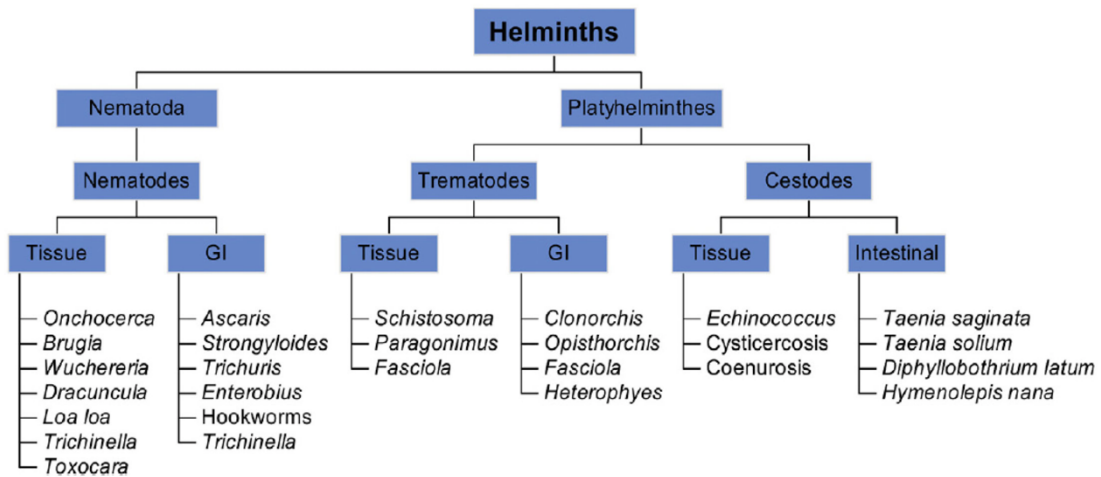 Helminths
Nematoda
Platyhelminthes
Nematodes
Trematodes
Cestodes
Tissue
GI
Tissue
GI
Tissue
Intestinal
Onchocerca
Brugia
Wuchereria
Dracuncula
Loa loa
Trichinella
Toxocara
Ascaris
Strongyloides
Trichuris
Enterobius
Hookworms
Trichinella
Schistosoma
Paragonimus
Fasciola
Clonorchis
Opisthorchis
Fasciola
Heterophyes
Echinococcus
Cysticercosis
Coenurosis
Taenia saginata
Taenia solium
Diphyllobothrium latum
Hymenolepis nana